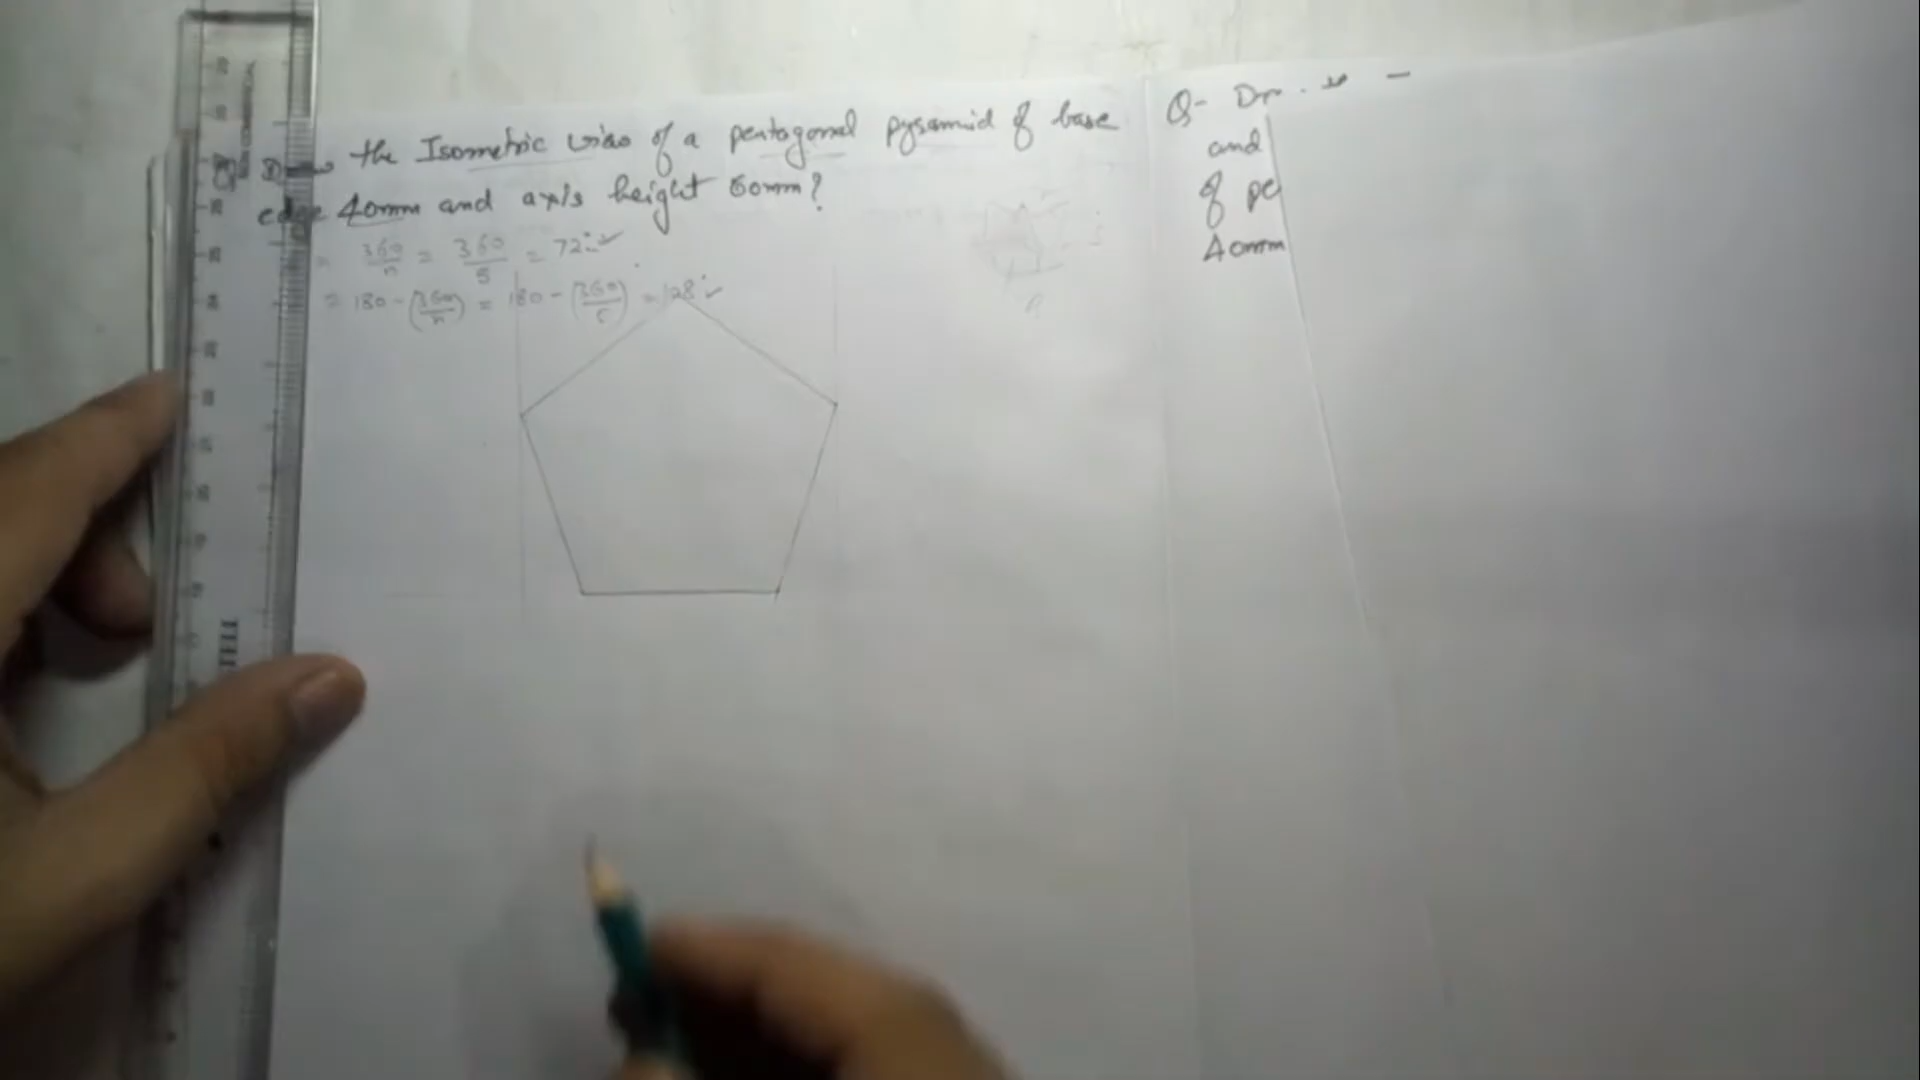 Draw the Isometric view of a pentagonal pyramid of base
edge 40mm and axis height 60mm?
= 360/n = 360/5 = 72°✓
= 180-(360/n) = 180-(360/5) = 128°✓
Q-
and
of pe
40mm